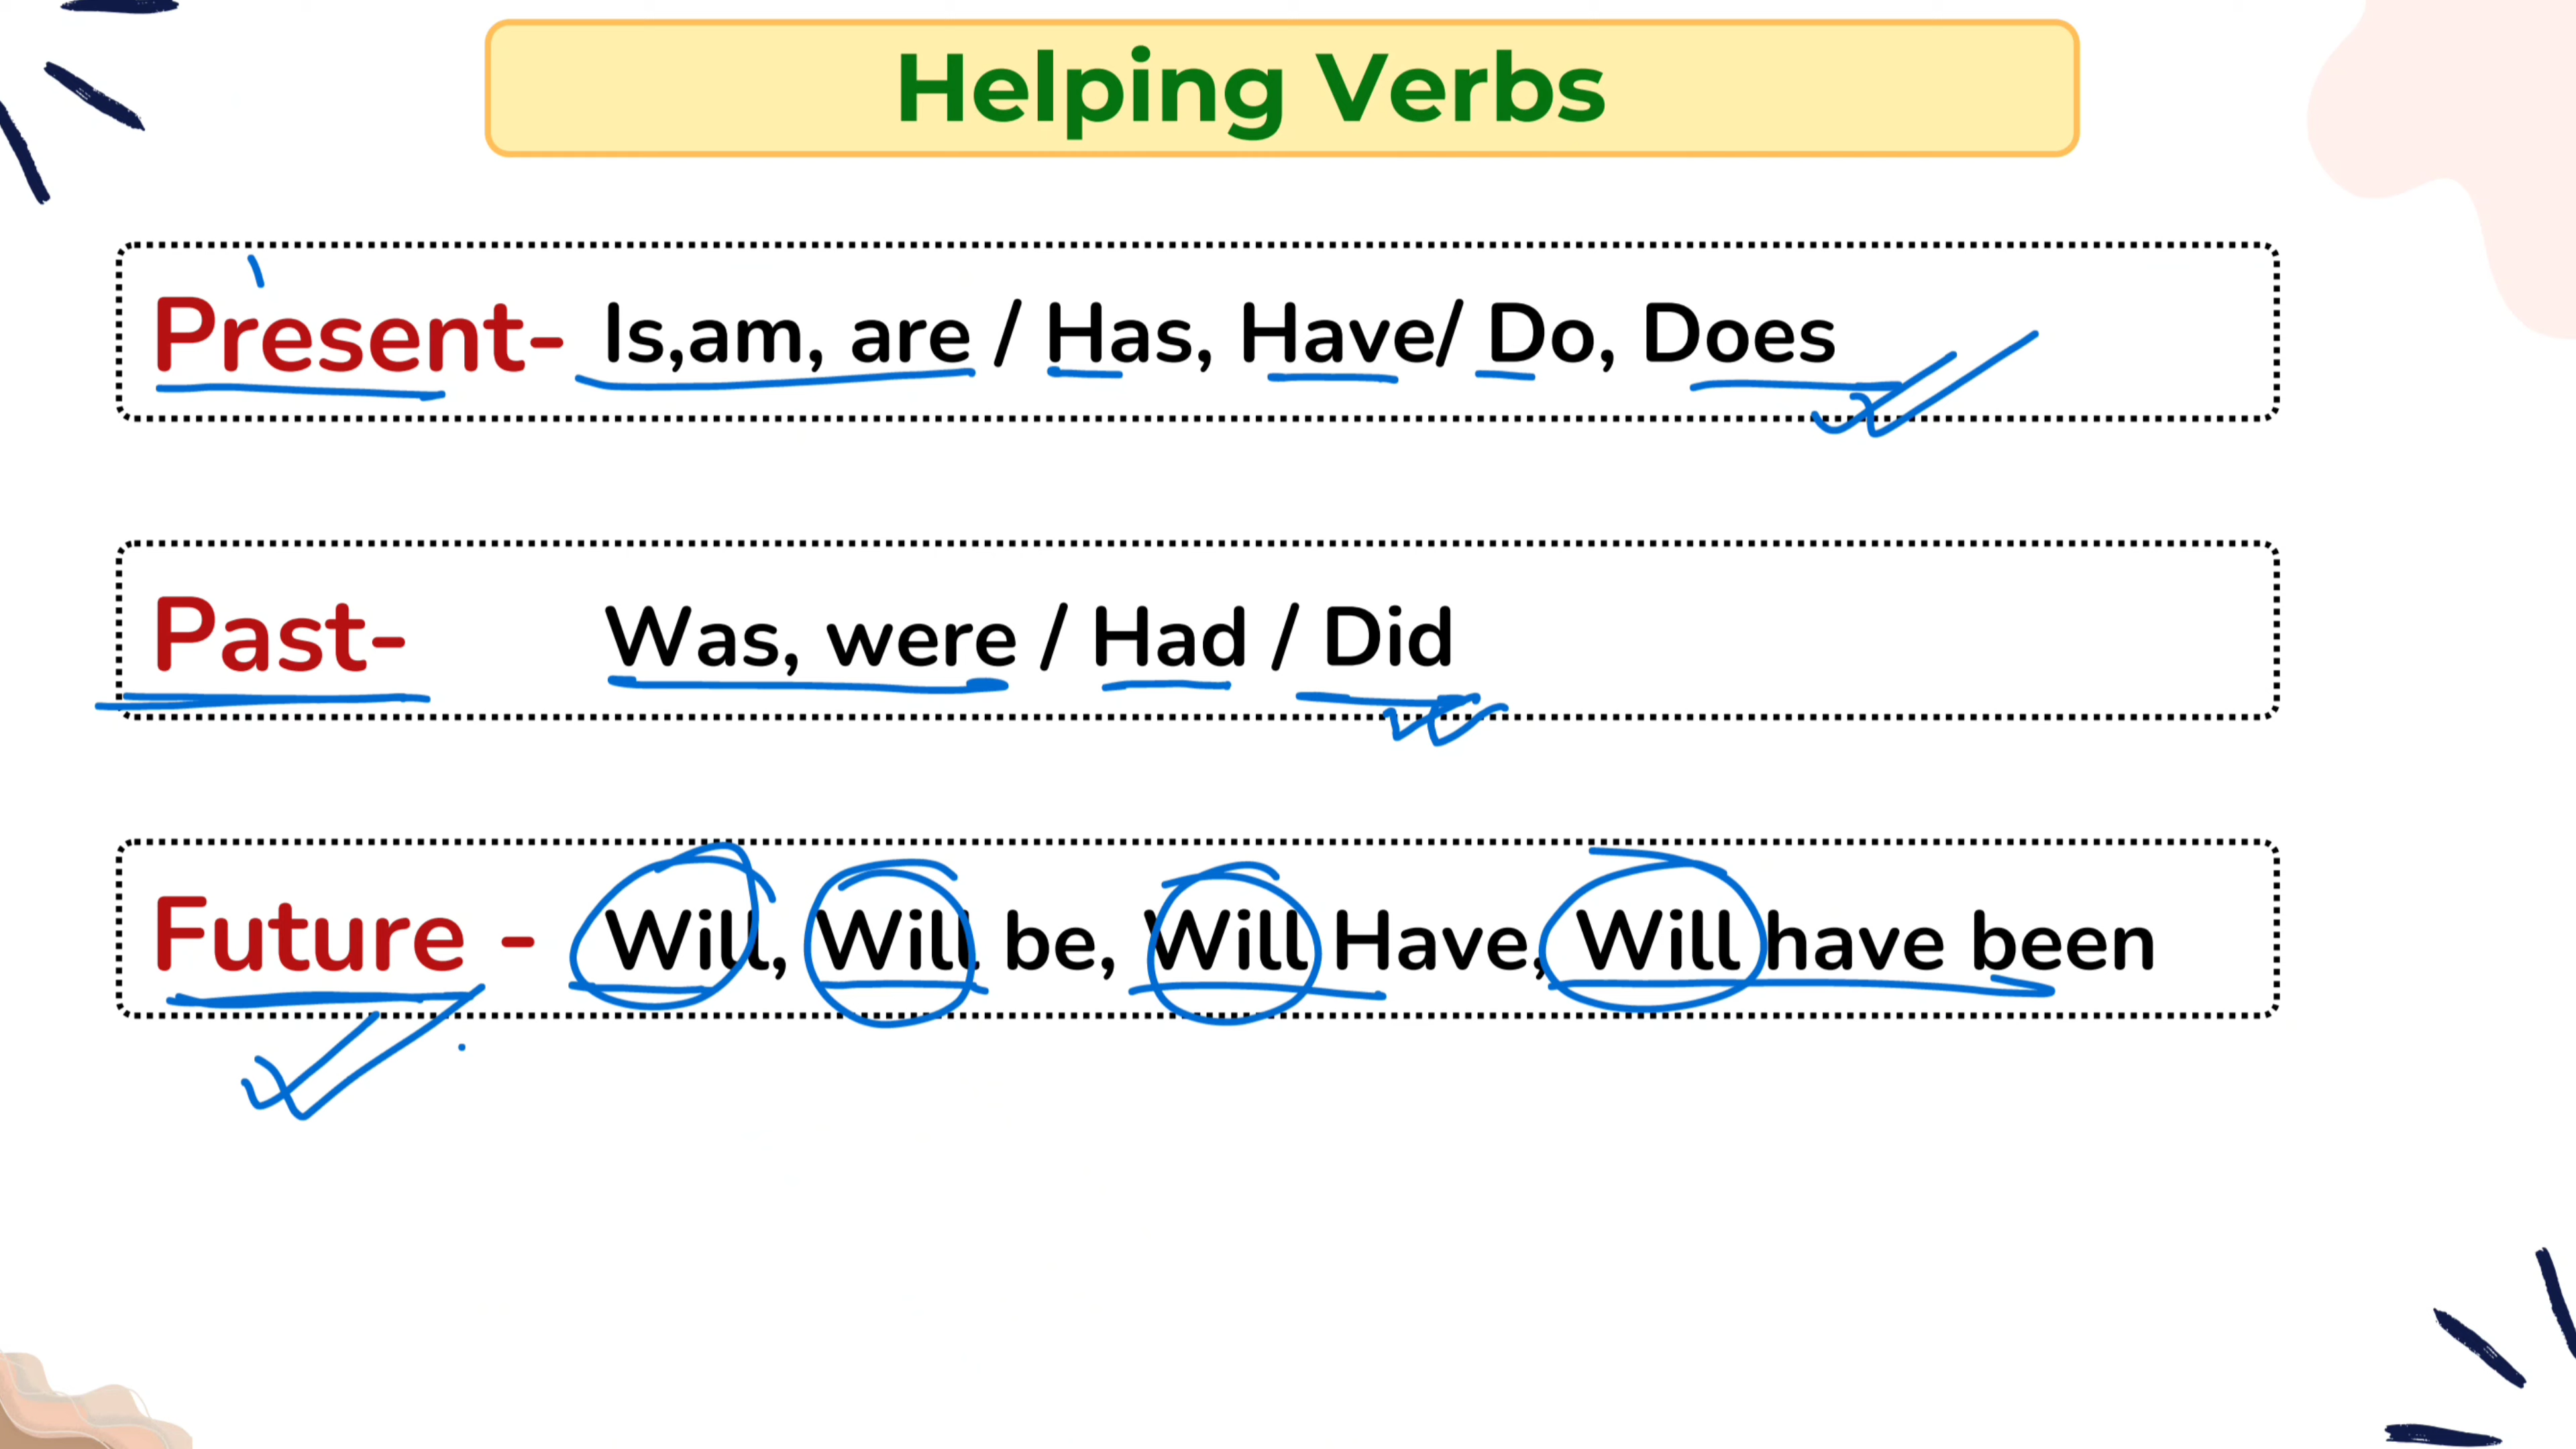 Helping Verbs
Present- Is,am, are / Has, Have/ Do, Does
Past- Was, were / Had / Did
Future - Will, Will be, Will Have, Will have been